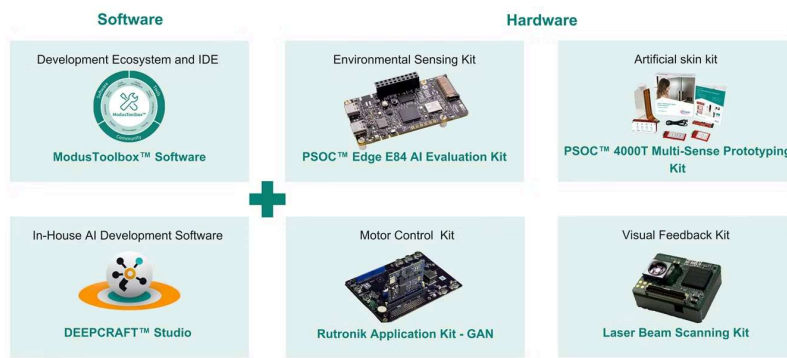 Software
Hardware
Development Ecosystem and IDE
ModusToolbox™
Community
ModusToolbox™ Software
Environmental Sensing Kit
PSOC™ Edge E84 AI Evaluation Kit
Artificial skin kit
PSOC™ 4000T Multi-Sense Prototyping
Kit
In-House AI Development Software
DEEPCRAFT™ Studio
Motor Control Kit
Rutronik Application Kit - GAN
Visual Feedback Kit
Laser Beam Scanning Kit